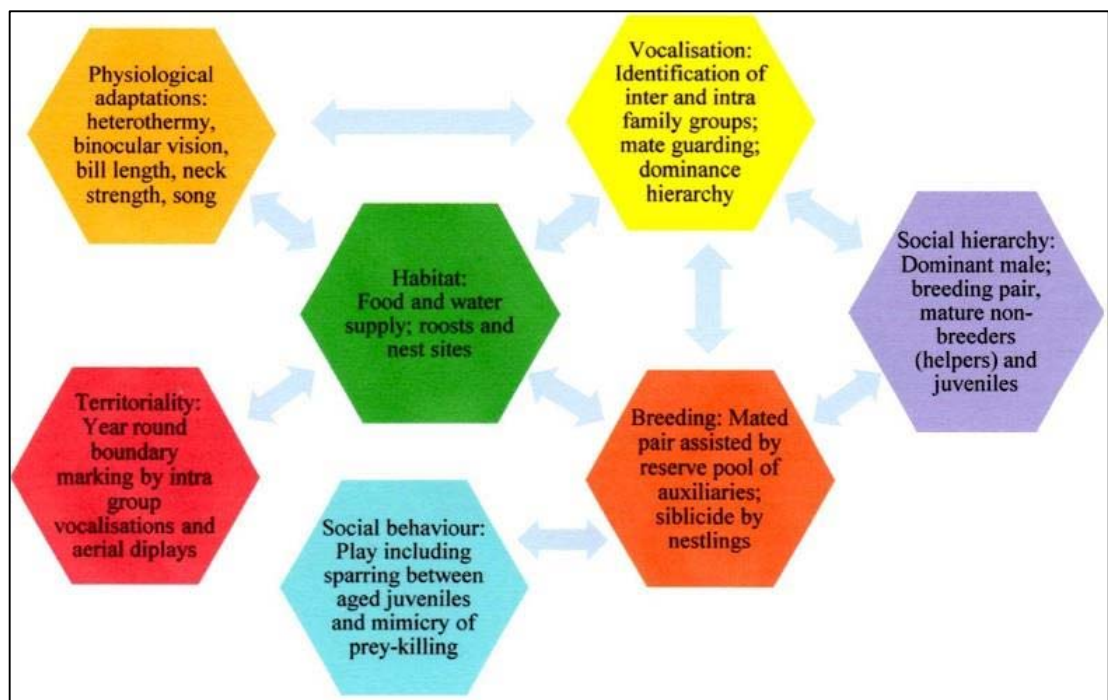 Physiological
adaptations:
heterothermy,
binocular vision,
bill length, neck
strength, song
Vocalisation:
Identification of
inter and intra
family groups;
mate guarding;
dominance
hierarchy
Habitat:
Food and water
supply; roosts and
nest sites
Social hierarchy:
Dominant male;
breeding pair,
mature non-
breeders
(helpers) and
juveniles
Territoriality:
Year round
boundary
marking by intra
group
vocalisations and
aerial diplays
Breeding: Mated
pair assisted by
reserve pool of
auxiliaries;
siblicide by
nestlings
Social behaviour:
Play including
sparring between
aged juveniles
and mimicry of
prey-killing